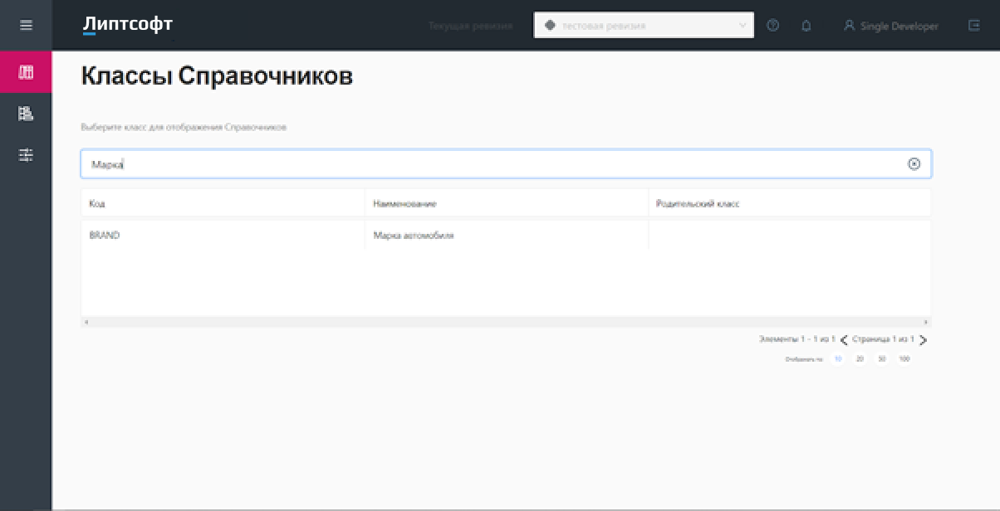 Липтсофт
Текущая ревизия
тестовая ревизия
Single Developer
Классы Справочников
Выберите класс для отображения Справочников
Марка
Код Наименование Родительский класс
BRAND Марка автомобиля
Элементы 1 - 1 из 1 Страница 1 из 1
Отображать по: 10 20 50 100